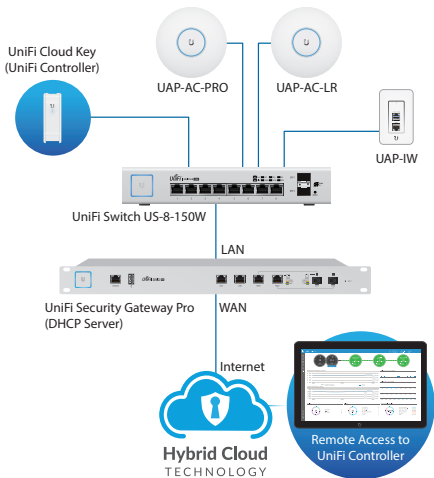 UniFi Cloud Key
(UniFi Controller)
UAP-AC-PRO
UAP-AC-LR
UAP-IW
UniFi
UniFi Switch US-8-150W
LAN
UniFi Security Gateway Pro
(DHCP Server)
WAN
Internet
Hybrid Cloud
TECHNOLOGY
Remote Access to
UniFi Controller